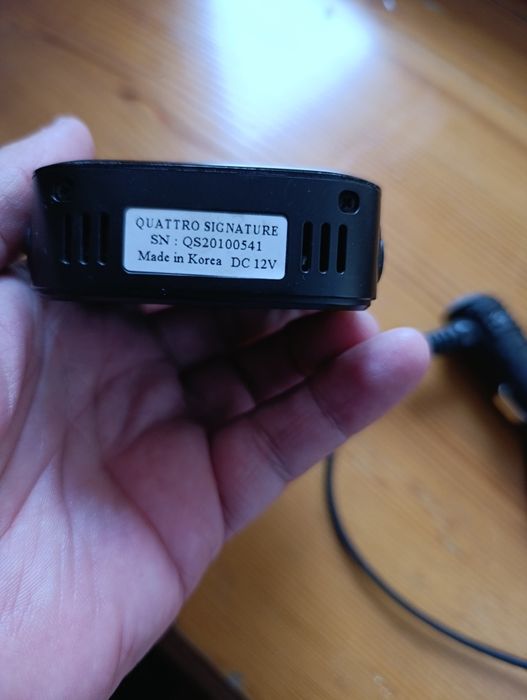 QUATTRO SIGNATURE
SN : QS20100541
Made in Korea DC 12V